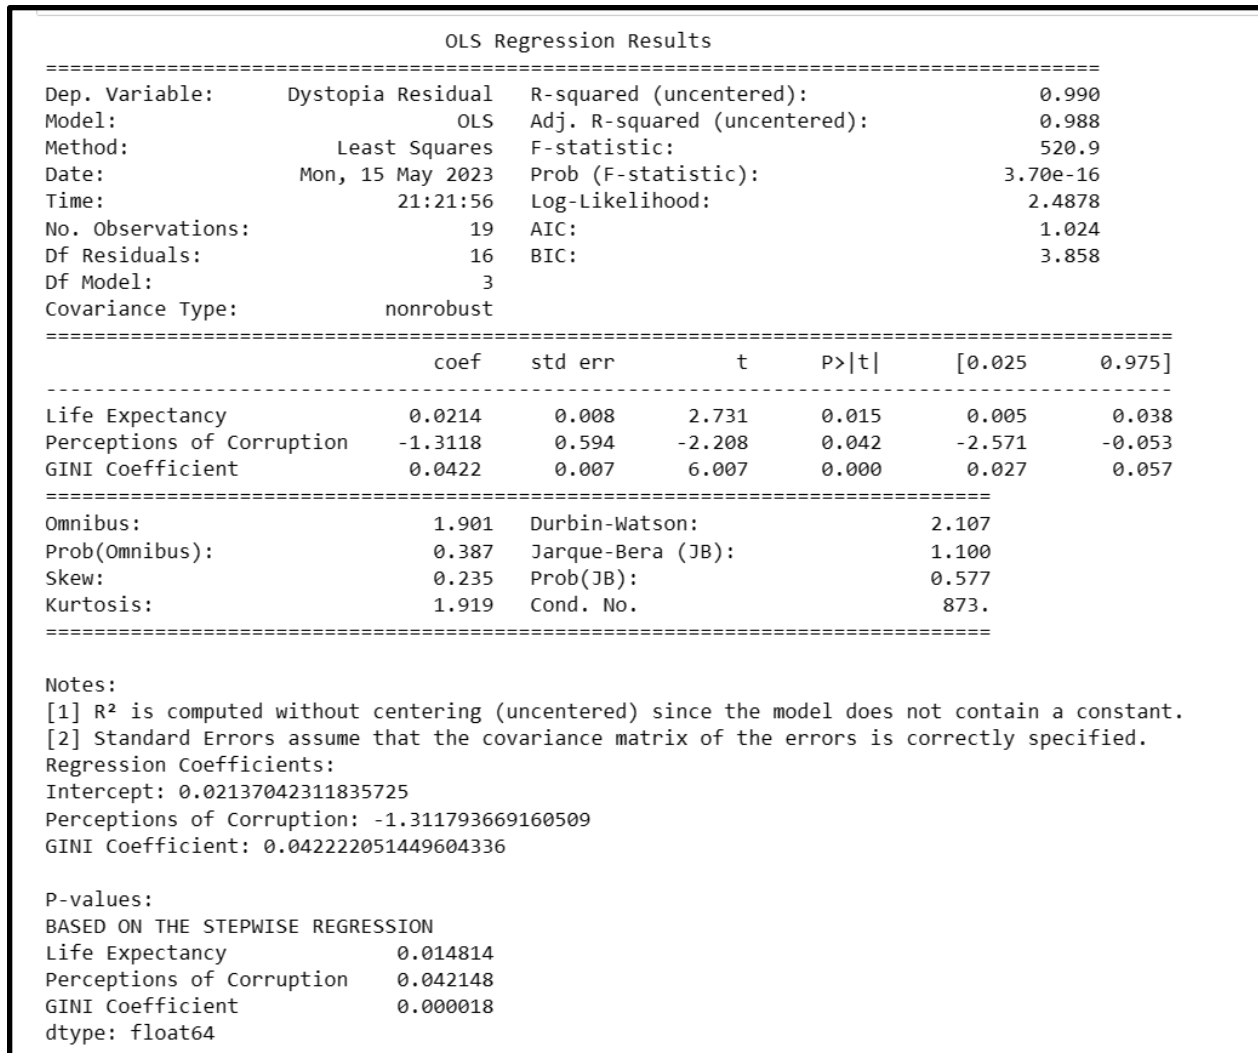 OLS Regression Results
=======================================================================================
Dep. Variable:      Dystopia Residual   R-squared (uncentered):                   0.990
Model:                            OLS   Adj. R-squared (uncentered):              0.988
Method:                 Least Squares   F-statistic:                              520.9
Date:                Mon, 15 May 2023   Prob (F-statistic):                    3.70e-16
Time:                        21:21:56   Log-Likelihood:                          2.4878
No. Observations:                  19   AIC:                                      1.024
Df Residuals:                      16   BIC:                                      3.858
Df Model:                           3
Covariance Type:            nonrobust
=============================================================================================
                                coef    std err          t      P>|t|      [0.025      0.975]
---------------------------------------------------------------------------------------------
Life Expectancy               0.0214      0.008      2.731      0.015       0.005       0.038
Perceptions of Corruption    -1.3118      0.594     -2.208      0.042      -2.571      -0.053
GINI Coefficient              0.0422      0.007      6.007      0.000       0.027       0.057
==============================================================================
Omnibus:                        1.901   Durbin-Watson:                   2.107
Prob(Omnibus):                  0.387   Jarque-Bera (JB):                1.100
Skew:                           0.235   Prob(JB):                        0.577
Kurtosis:                       1.919   Cond. No.                         873.
==============================================================================
Notes:
[1] R² is computed without centering (uncentered) since the model does not contain a constant.
[2] Standard Errors assume that the covariance matrix of the errors is correctly specified.
Regression Coefficients:
Intercept: 0.02137042311835725
Perceptions of Corruption: -1.311793669160509
GINI Coefficient: 0.042222051449604336
P-values:
BASED ON THE STEPWISE REGRESSION
Life Expectancy              0.014814
Perceptions of Corruption    0.042148
GINI Coefficient             0.000018
dtype: float64